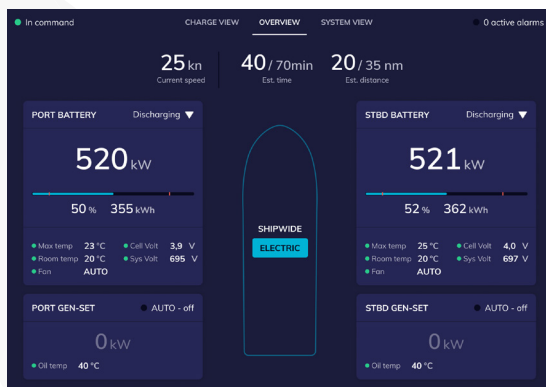 In command
CHARGE VIEW OVERVIEW SYSTEM VIEW
0 active alarms
25 kn
Current speed
40 / 70min
Est. time
20 / 35 nm
Est. distance
PORT BATTERY Discharging
520 kW
50 % 355 kWh
Max temp 23 °C Cell Volt 3,9 V
Room temp 20 °C Sys Volt 695 V
Fan AUTO
SHIPWIDE
ELECTRIC
STBD BATTERY Discharging
521 kW
52 % 362 kWh
Max temp 25 °C Cell Volt 4,0 V
Room temp 20 °C Sys Volt 697 V
Fan AUTO
PORT GEN-SET AUTO - off
0 kW
Oil temp 40 °C
STBD GEN-SET AUTO - off
0 kW
Oil temp 40 °C